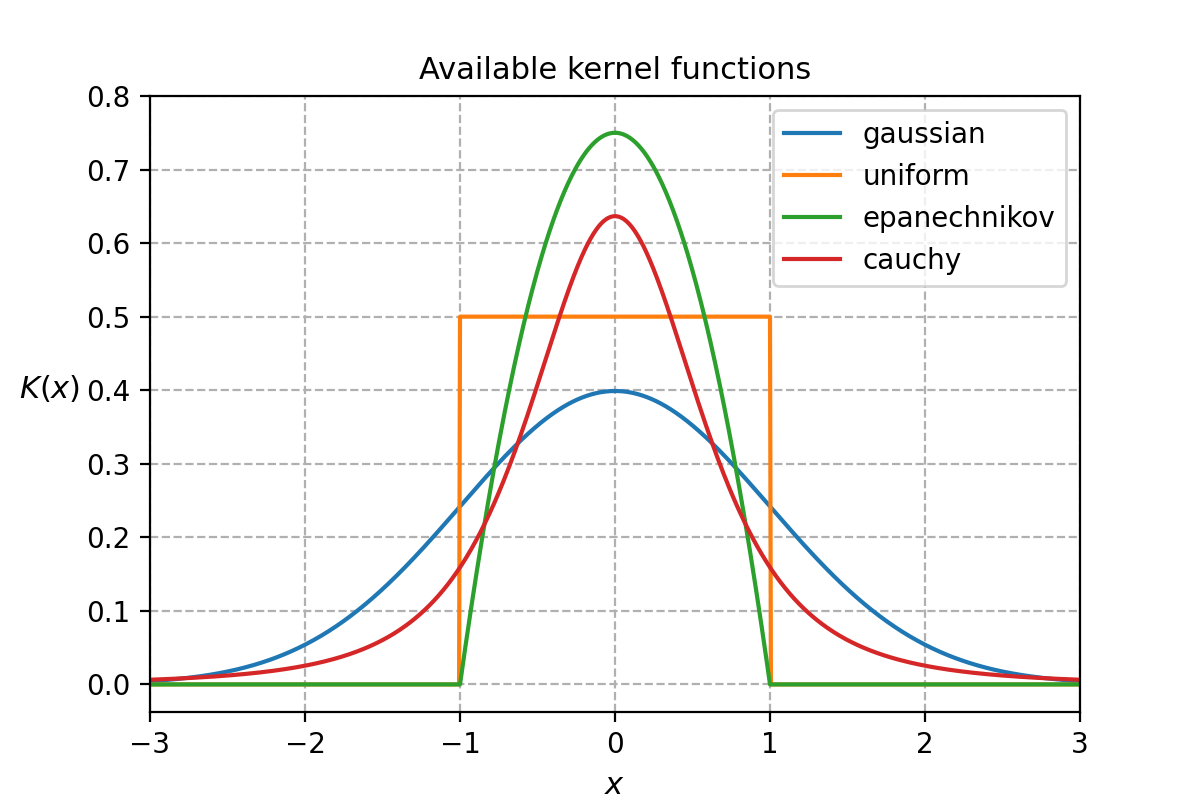 Available kernel functions
0.8
0.7
0.6
0.5
0.4
0.3
0.2
0.1
0.0
K(x)
gaussian
uniform
epanechnikov
cauchy
−3 −2 −1 0 1 2 3
x